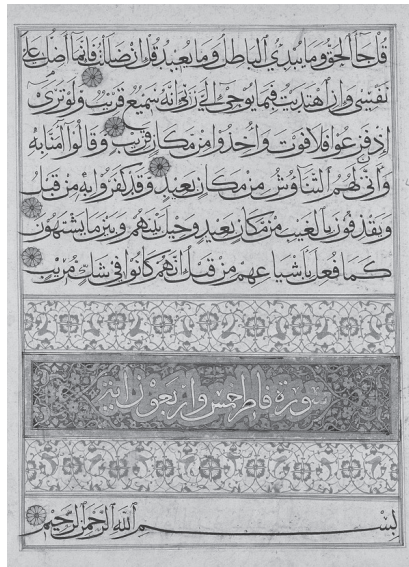 قل جاء الحق وما يبدئ الباطل وما يعيد قل إن ضللت فإنما أضل على
نفسي وإن اهتديت فبما يوحي إلي ربي إنه سميع قريب ولو ترى
إذ فزعوا فلا فوت وأخذوا من مكان قريب وقالوا آمنا به
وأنى لهم التناوش من مكان بعيد وقد كفروا به من قبل
ويقذفون بالغيب من مكان بعيد وحيل بينهم وبين ما يشتهون
كما فعل بأشياعهم من قبل إنهم كانوا في شك مريب
سورة فاطر خمس وأربعون آية
بسم الله الرحمن الرحيم